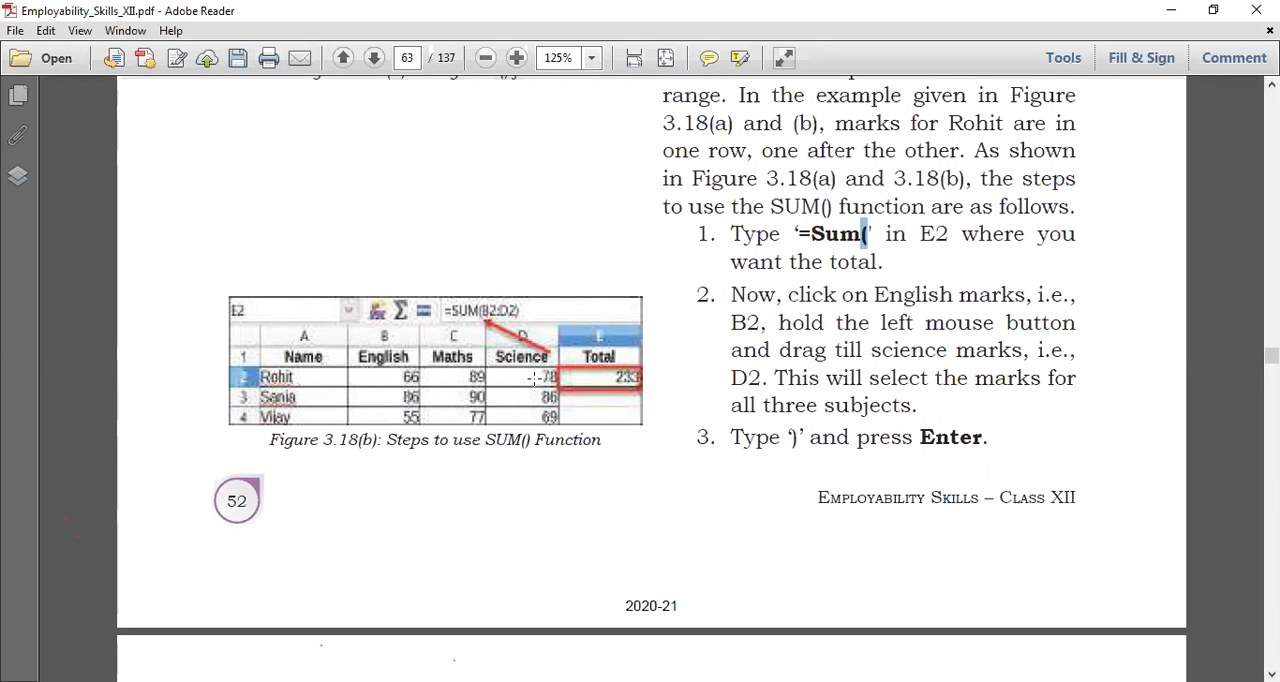 Employability_Skills_XII.pdf - Adobe Reader
File Edit View Window Help
Open 63 / 137 125% Tools Fill & Sign Comment
range. In the example given in Figure
3.18(a) and (b), marks for Rohit are in
one row, one after the other. As shown
in Figure 3.18(a) and 3.18(b), the steps
to use the SUM() function are as follows.
1. Type ‘=Sum(’ in E2 where you
want the total.
2. Now, click on English marks, i.e.,
B2, hold the left mouse button
and drag till science marks, i.e.,
D2. This will select the marks for
all three subjects.
3. Type ‘)’ and press Enter.
E2 =SUM(B2:D2)
A B C D E
1 Name English Maths Science Total
2 Rohit 66 89 78 233
3 Sania 86 90 86
4 Vijay 55 77 69
Figure 3.18(b): Steps to use SUM() Function
52
Employability Skills – Class XII
2020-21